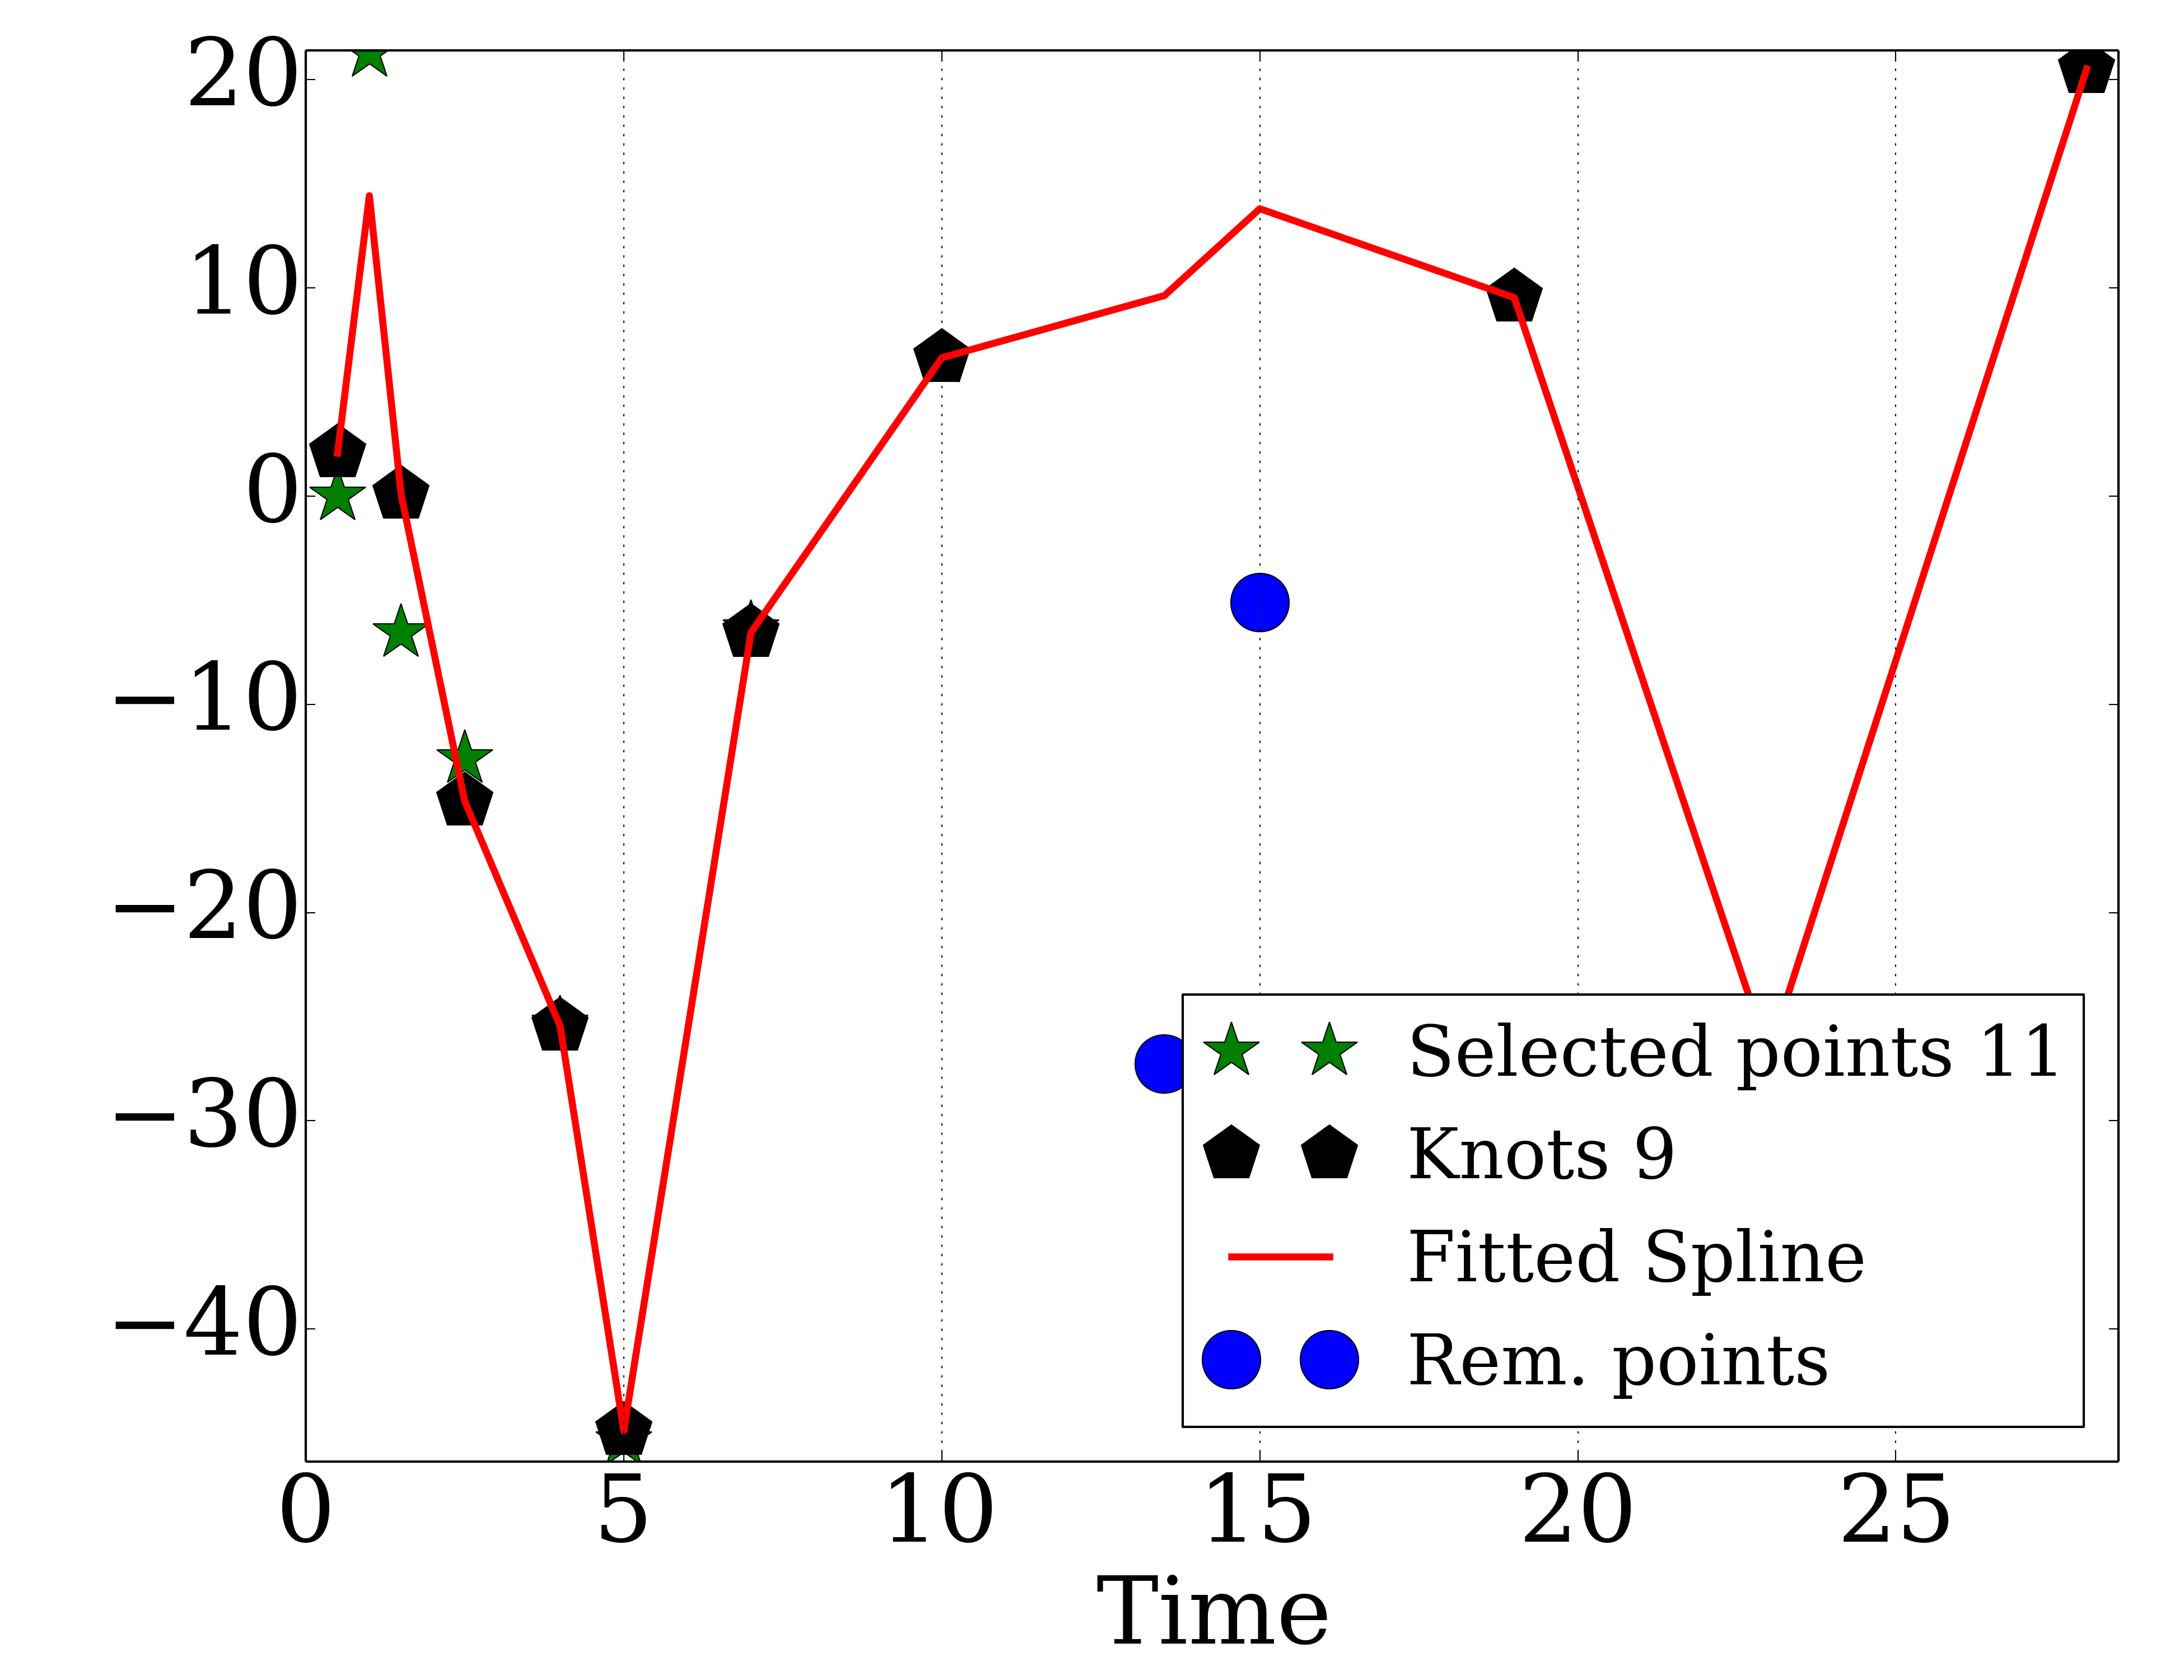 20
10
0
−10
−20
−30
−40
0 5 10 15 20 25
Time
Selected points 11
Knots 9
Fitted Spline
Rem. points